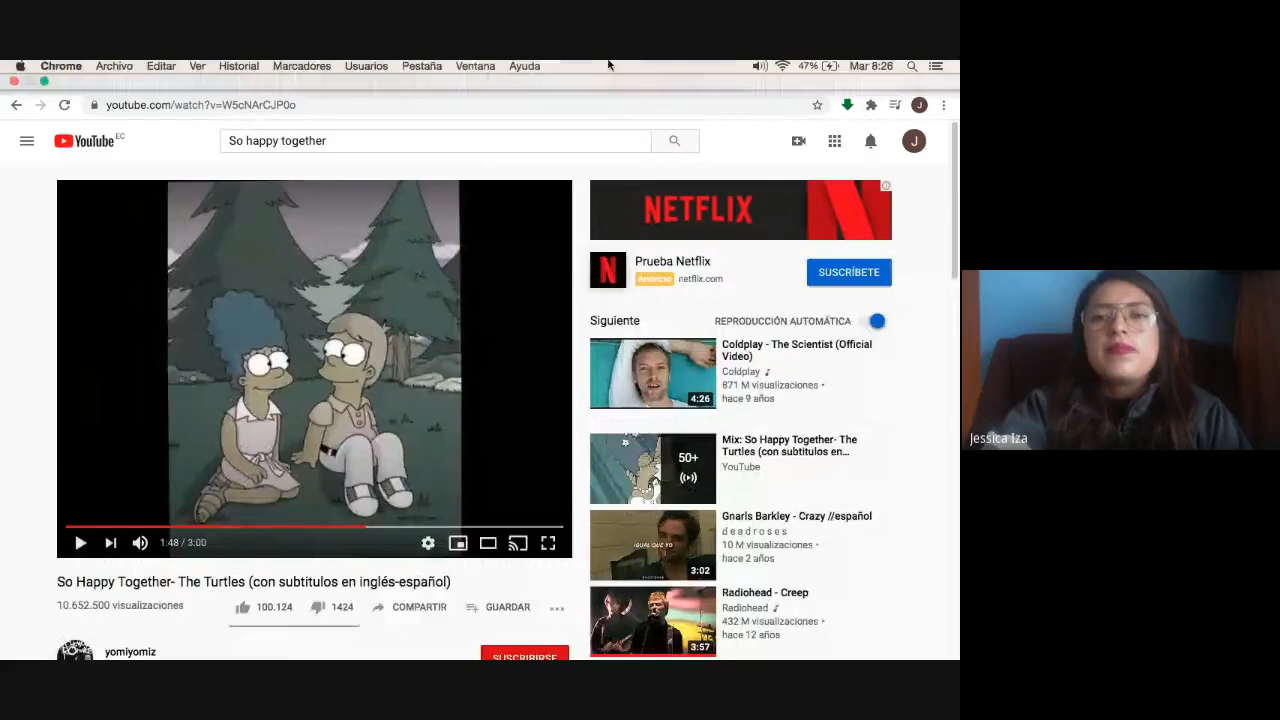 Chrome Archivo Editar Ver Historial Marcadores Usuarios Pestaña Ventana Ayuda 47% Mar 8:26
youtube.com/watch?v=W5cNArCJP0o J
YouTube EC So happy together J
NETFLIX
Prueba Netflix
Anuncio netflix.com
SUSCRÍBETE
Siguiente REPRODUCCIÓN AUTOMÁTICA
Coldplay - The Scientist (Official
Video)
Coldplay
871 M visualizaciones •
hace 9 años
4:26
Mix: So Happy Together- The
Turtles (con subtitulos en...
YouTube
50+
Gnarls Barkley - Crazy //español
d e a d r o s e s
10 M visualizaciones •
hace 2 años
IGUAL QUE YO
3:02
Radiohead - Creep
Radiohead
432 M visualizaciones •
hace 12 años
3:57
1:48 / 3:00
So Happy Together- The Turtles (con subtitulos en inglés-español)
10.652.500 visualizaciones 100.124 1424 COMPARTIR GUARDAR
yomiyomiz
SUSCRIBIRSE
Jessica Iza